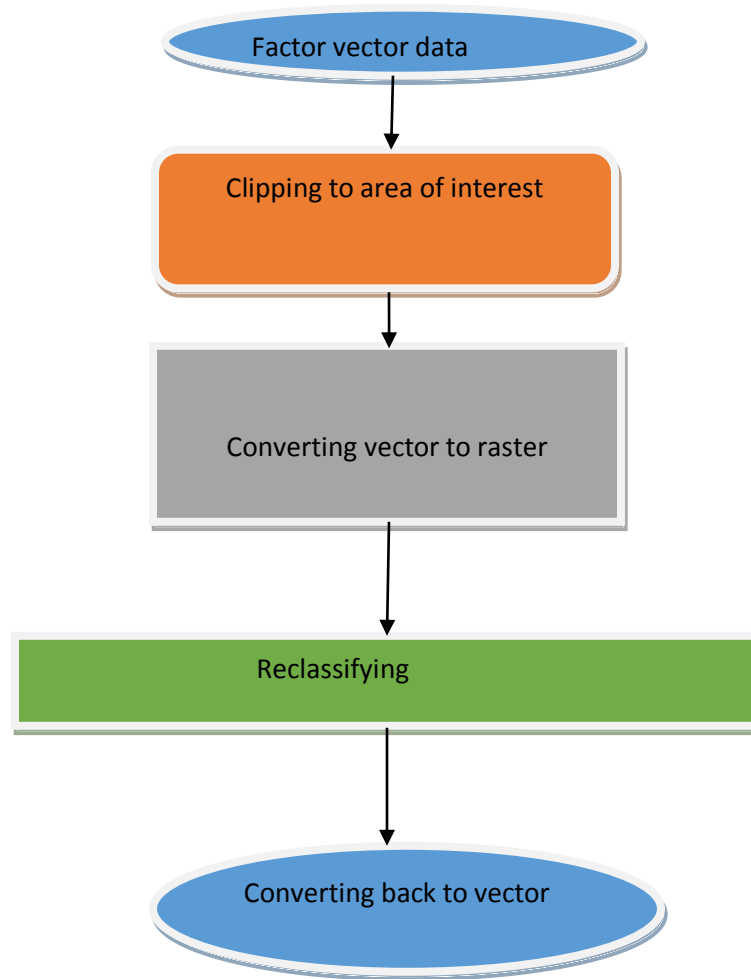 Factor vector data
Clipping to area of interest
Converting vector to raster
Reclassifying
Converting back to vector